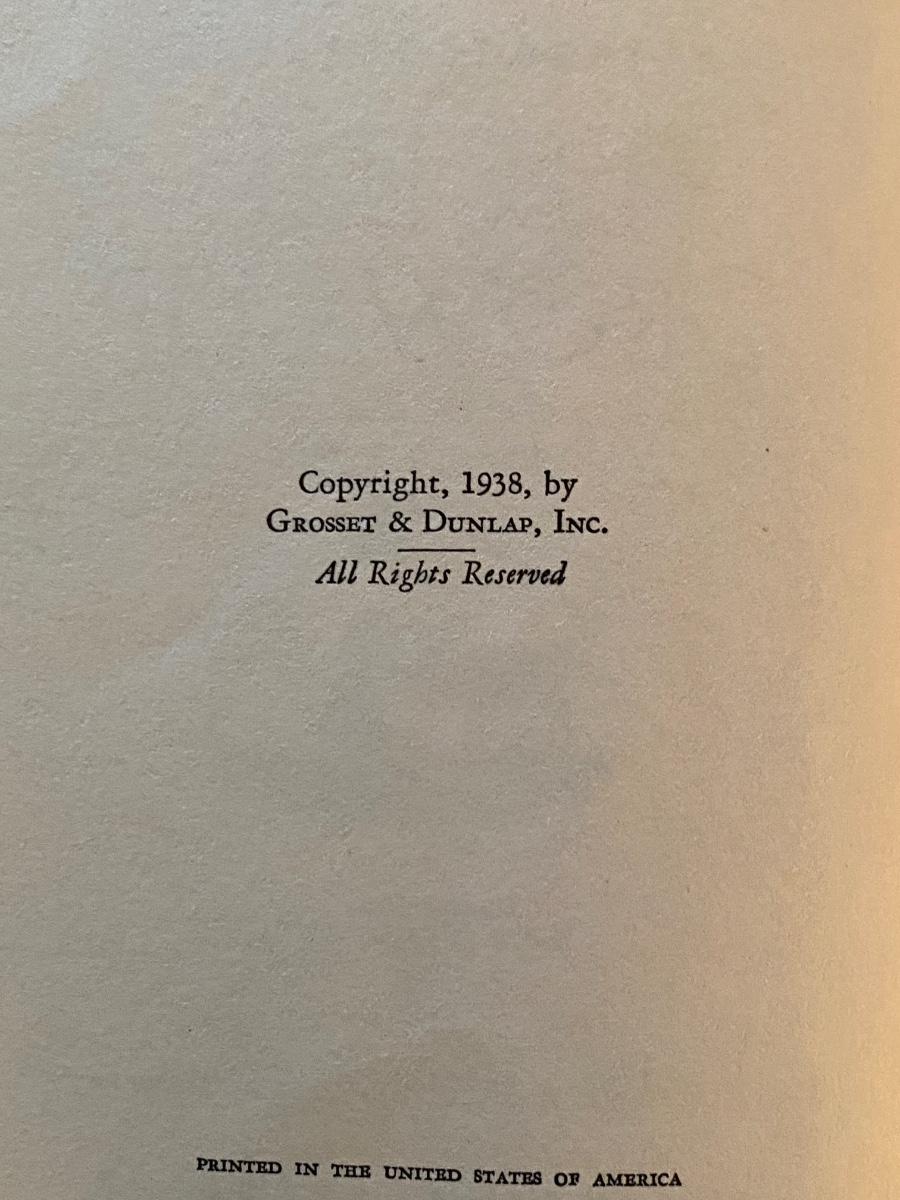 Copyright, 1938, by
Grosset & Dunlap, Inc.
All Rights Reserved
PRINTED IN THE UNITED STATES OF AMERICA